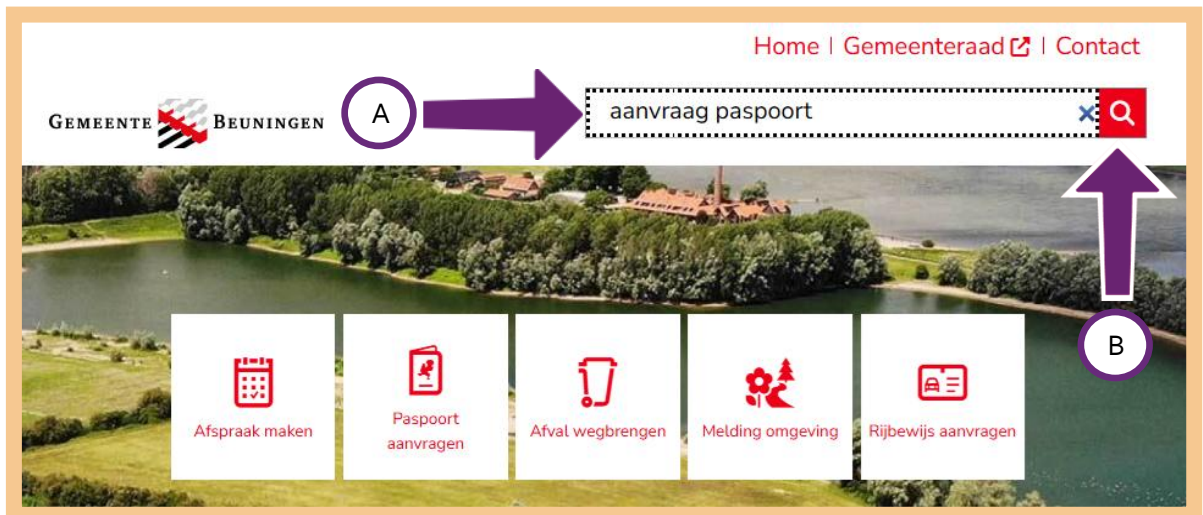 Home | Gemeenteraad | Contact
GEMEENTE BEUNINGEN
A
aanvraag paspoort
B
Afspraak maken
Paspoort
aanvragen
Afval wegbrengen
Melding omgeving
Rijbewijs aanvragen